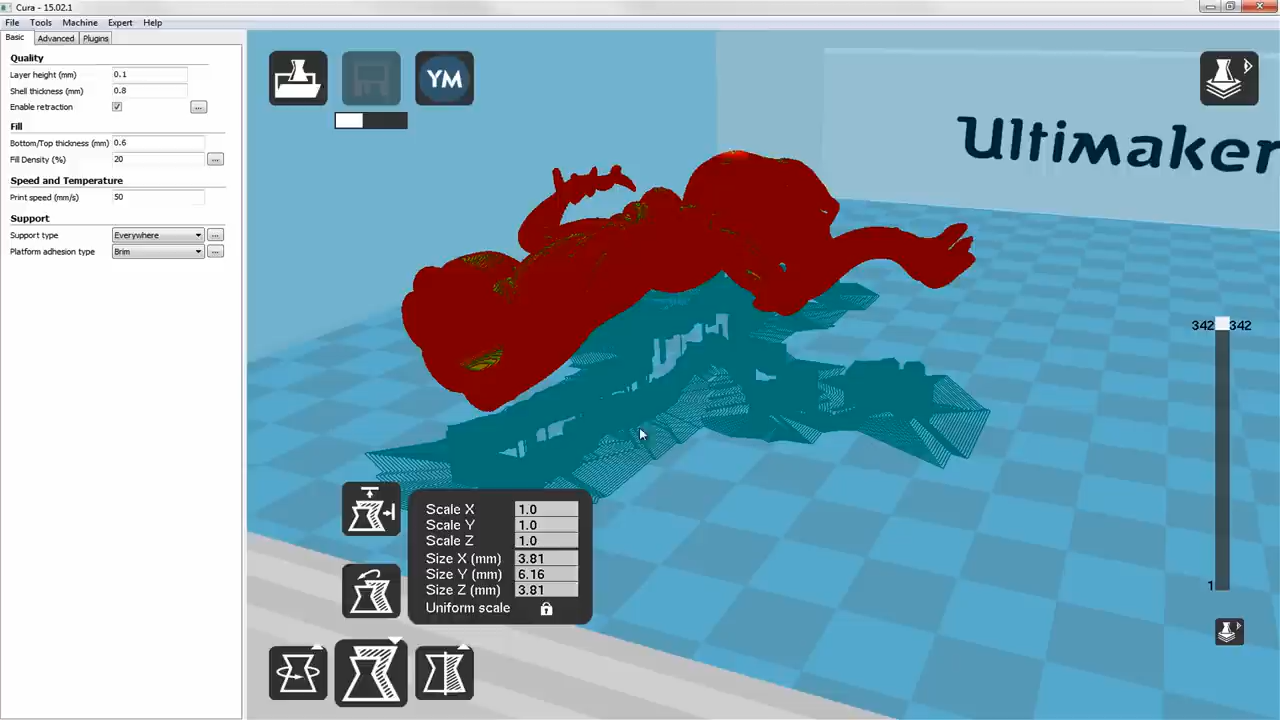 Cura - 15.02.1
File Tools Machine Expert Help
Basic Advanced Plugins
Quality
Layer height (mm) 0.1
Shell thickness (mm) 0.8
Enable retraction ...
Fill
Bottom/Top thickness (mm) 0.6
Fill Density (%) 20 ...
Speed and Temperature
Print speed (mm/s) 50
Support
Support type Everywhere ...
Platform adhesion type Brim ...
YM
Ultimaker
342 342
1
Scale X 1.0
Scale Y 1.0
Scale Z 1.0
Size X (mm) 3.81
Size Y (mm) 6.16
Size Z (mm) 3.81
Uniform scale